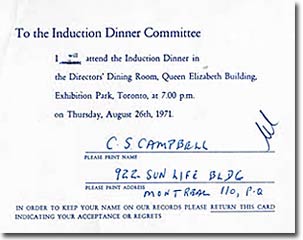 To the Induction Dinner Committee
I will attend the Induction Dinner in
the Directors' Dining Room, Queen Elizabeth Building,
Exhibition Park, Toronto, at 7.00 p.m.
on Thursday, August 26th, 1971.
C. S CAMPBELL
PLEASE PRINT NAME
922 SUN LIFE BLDG
PLEASE PRINT ADDRESS
MONTREAL 110, P.Q
IN ORDER TO KEEP YOUR NAME ON OUR RECORDS PLEASE RETURN THIS CARD
INDICATING YOUR ACCEPTANCE OR REGRETS